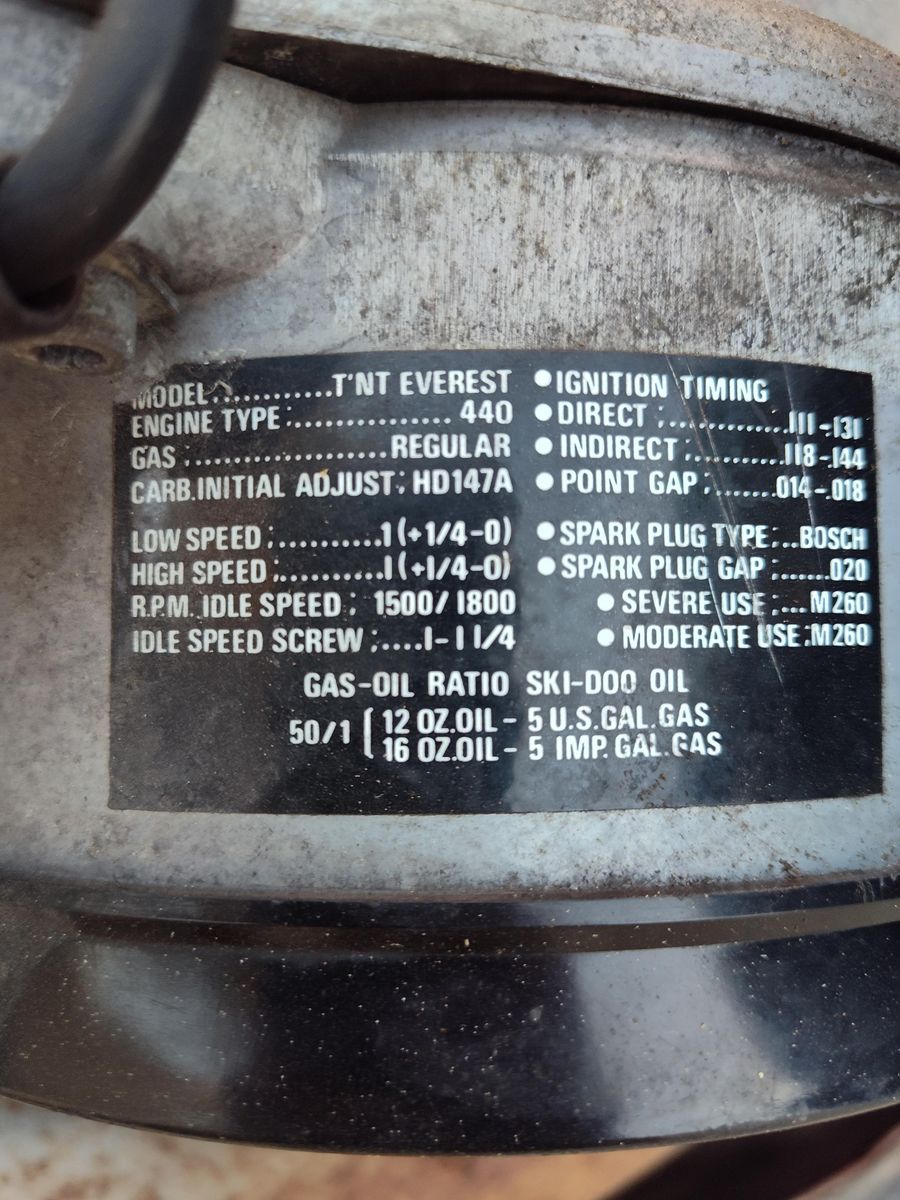 MODEL:............T'NT EVEREST
ENGINE TYPE:................ 440
GAS:....................REGULAR
CARB.INITIAL ADJUST: HD147A
LOW SPEED:...........1(+1/4-0)
HIGH SPEED...........1(+1/4-0)
R.P.M. IDLE SPEED: 1500/1800
IDLE SPEED SCREW:....1-1 1/4
• IGNITION TIMING
• DIRECT:..............111-.131
• INDIRECT:..........118-.144
• POINT GAP:.......014-.018
• SPARK PLUG TYPE:...BOSCH
• SPARK PLUG GAP:......020
• SEVERE USE:... M260
• MODERATE USE:M260
GAS-OIL RATIO SKI-DOO OIL
50/1 [ 12 OZ.OIL - 5 U.S.GAL.GAS
16 OZ.OIL - 5 IMP. GAL.GAS